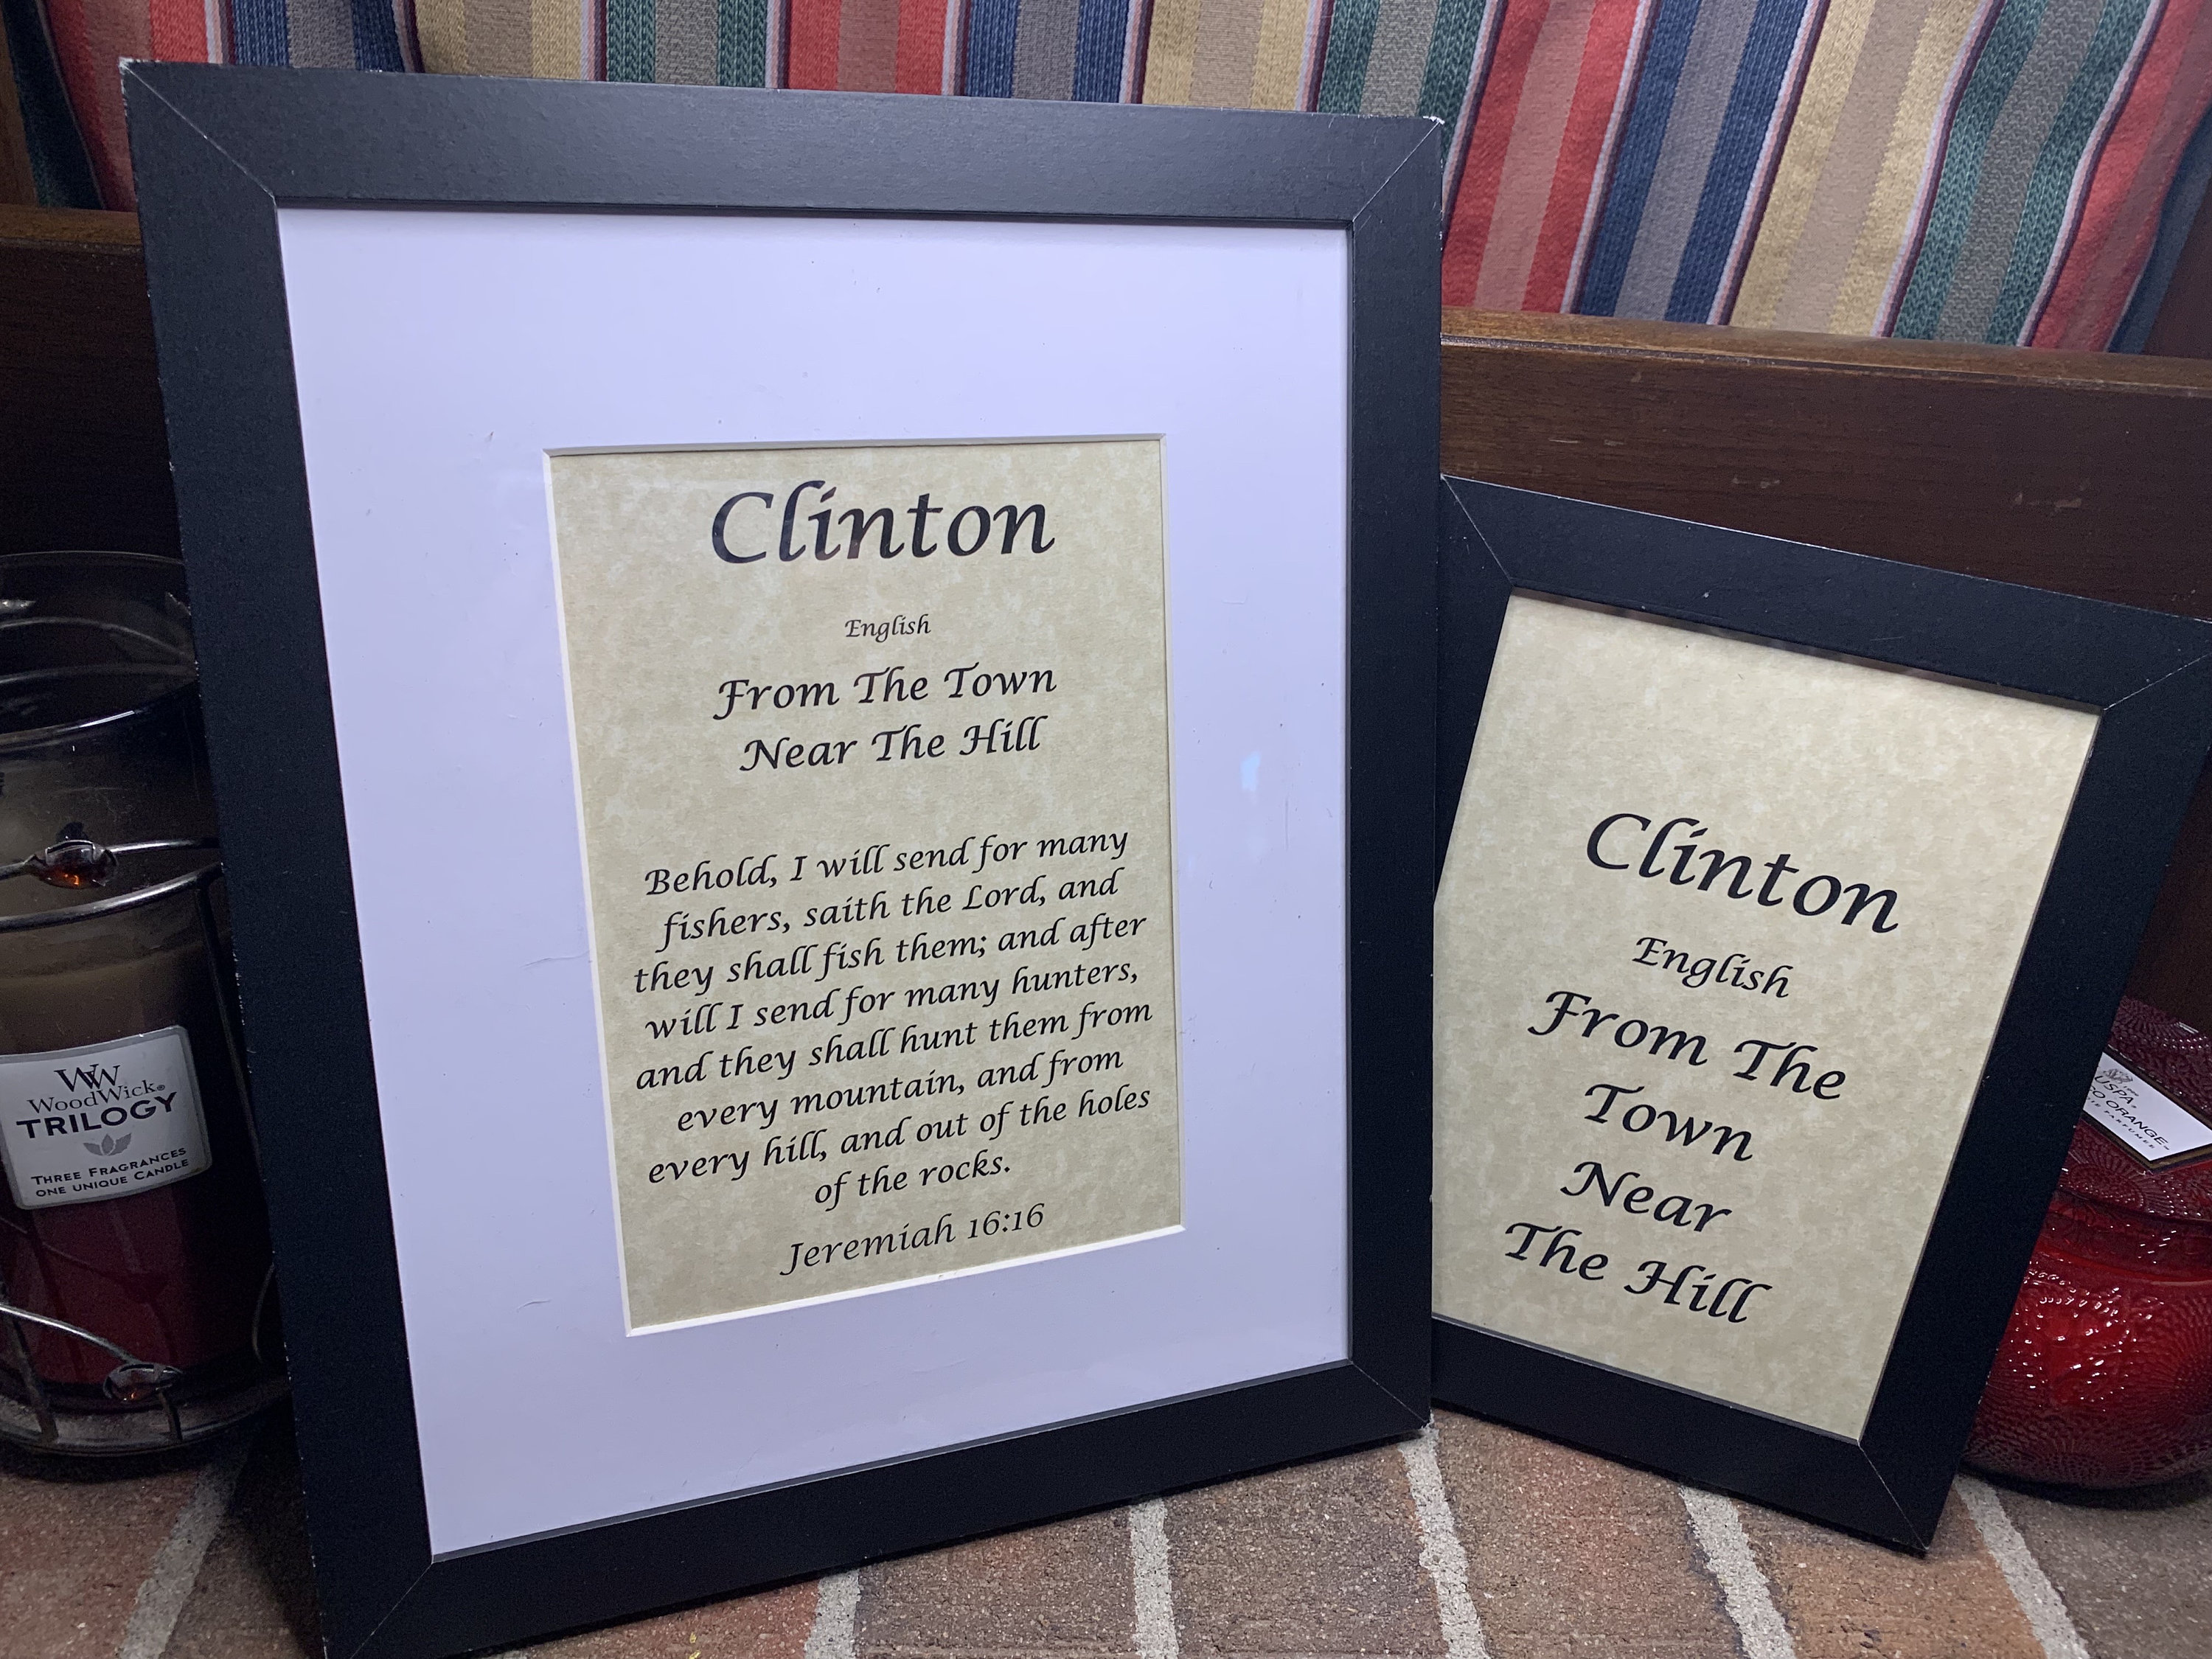 Clinton
English
From The Town
Near The Hill
Behold, I will send for many
fishers, saith the Lord, and
they shall fish them; and after
will I send for many hunters,
and they shall hunt them from
every mountain, and from
every hill, and out of the holes
of the rocks.
Jeremiah 16:16
Clinton
English
From The
Town
Near
The Hill
WW
WoodWick®
TRILOGY
THREE FRAGRANCES
ONE UNIQUE CANDLE
ORANGE